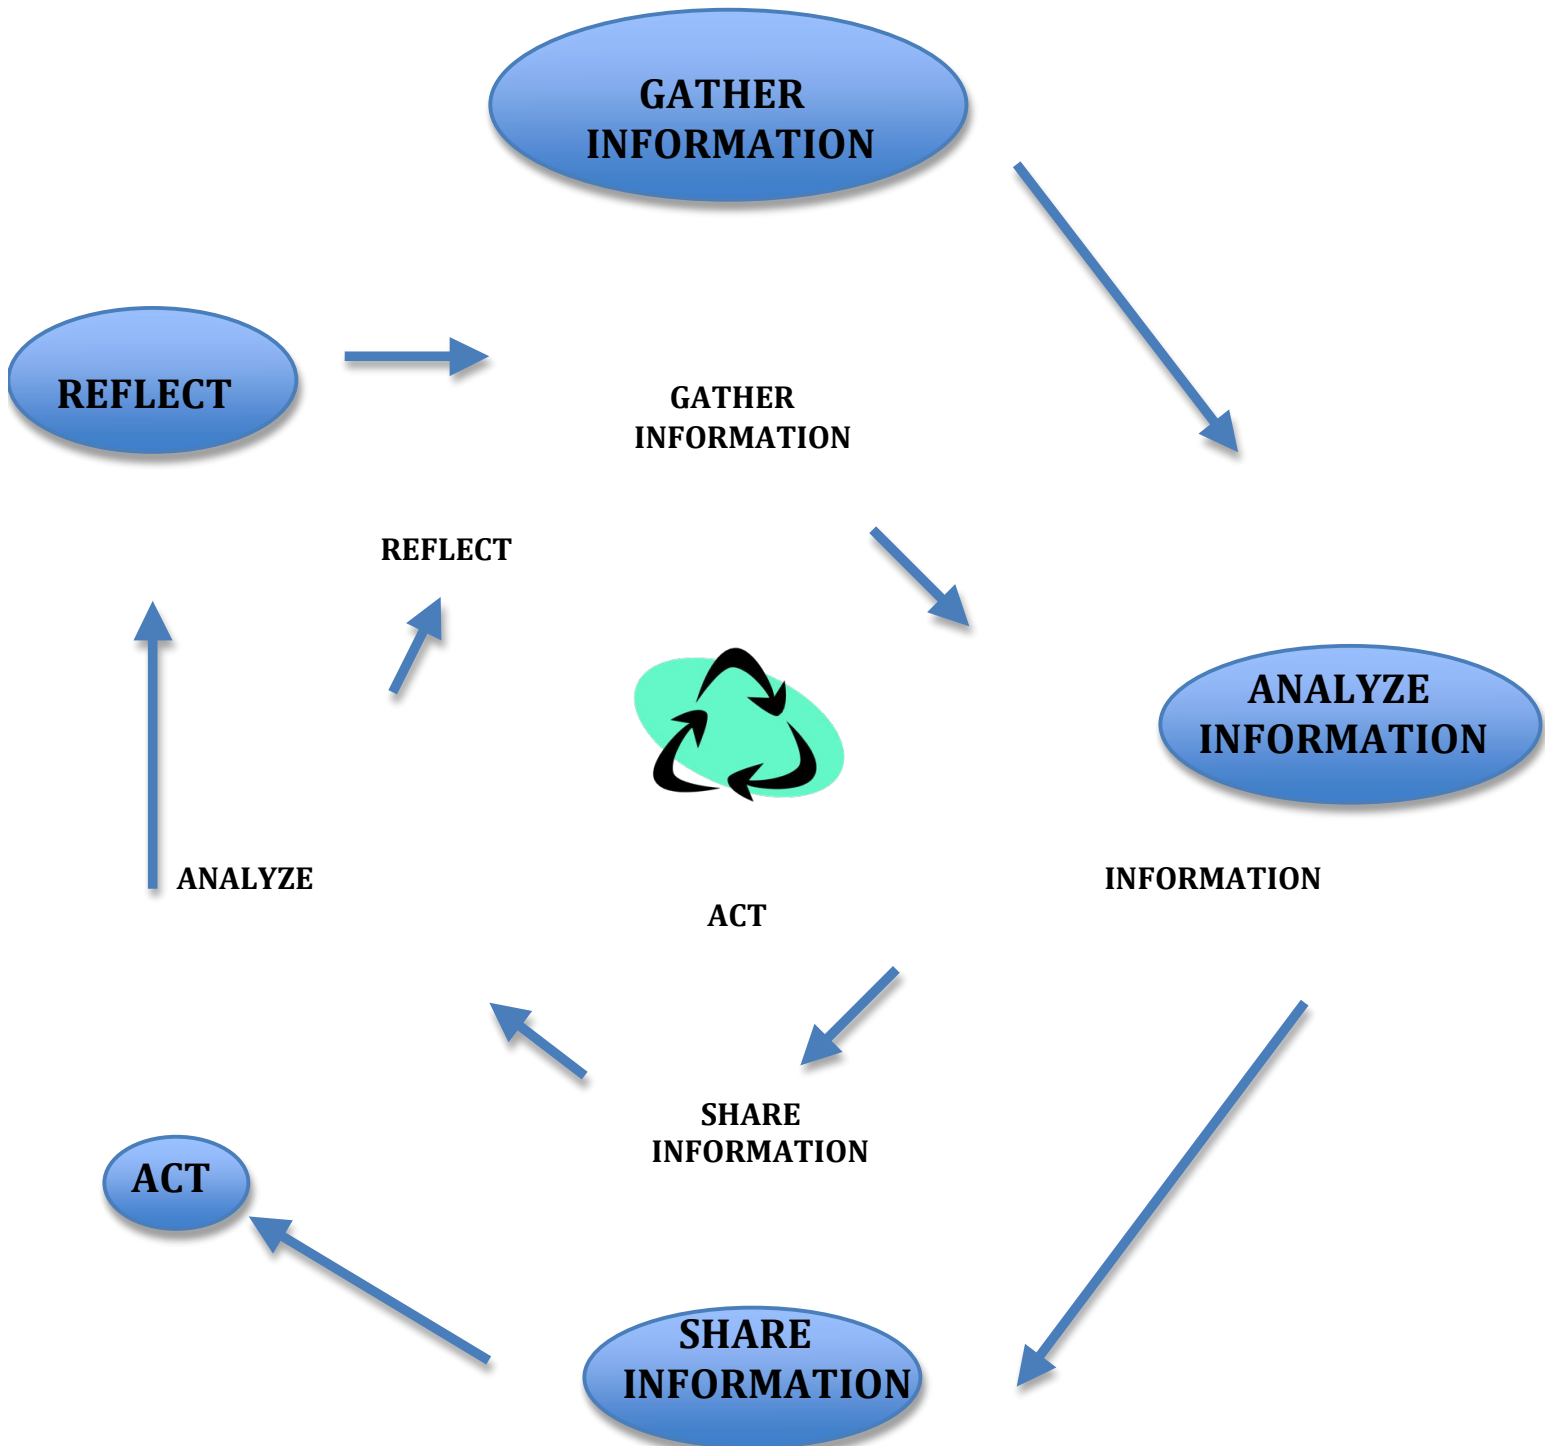 GATHER
INFORMATION
REFLECT
GATHER
INFORMATION
REFLECT
ANALYZE
INFORMATION
ANALYZE
INFORMATION
ACT
SHARE
INFORMATION
ACT
SHARE
INFORMATION